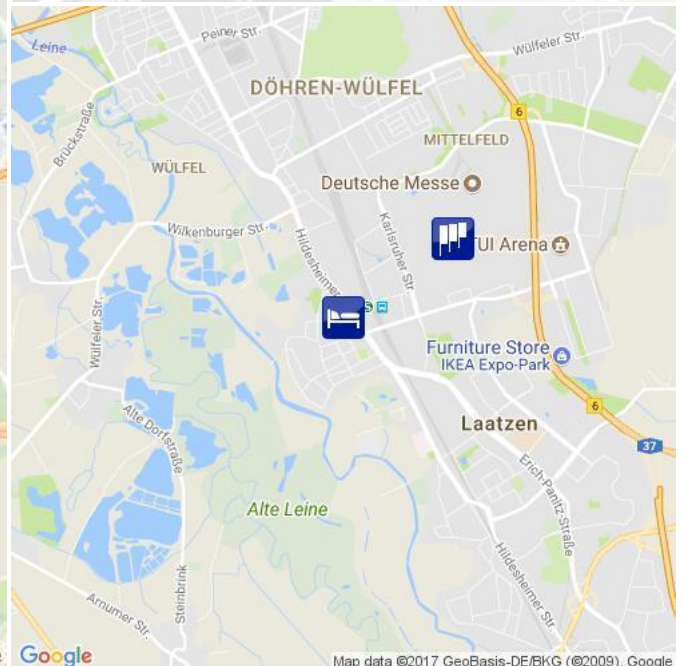 Leine
Peiner Str.
Wülfeler Str.
DÖHREN-WÜLFEL
6
Brückstraße
MITTELFELD
WÜLFEL
Deutsche Messe
Wilkenburger Str.
Karlsruher Str
TUI Arena
Hildesheimer
S
Wülfeler Str.
Furniture Store
IKEA Expo-Park
6
Alte Dorfstraße
Laatzen
37
Erich-Panitz-Straße
Alte Leine
Hildesheimer Str.
Steinbrink
Arnumer Str.
Google
Map data ©2017 GeoBasis-DE/BKG (©2009), Google